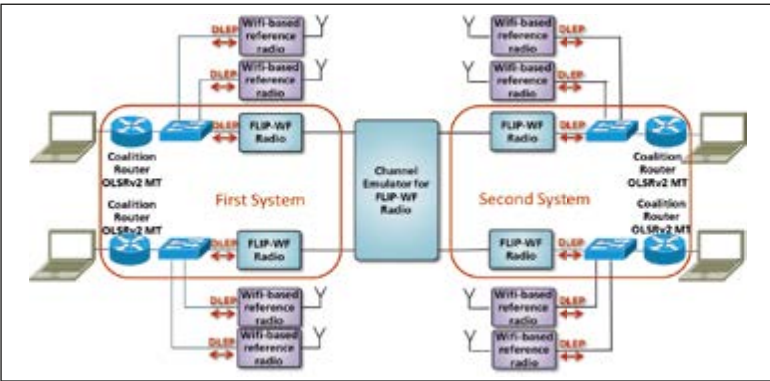 DLEP
Wifi-based
reference
radio
DLEP
Wifi-based
reference
radio
Wifi-based
reference
radio
DLEP
Wifi-based
reference
radio
DLEP
DLEP
FLIP-WF
Radio
FLIP-WF
Radio
DLEP
Coalition
Router
OLSRv2 MT
Coalition
Router
OLSRv2 MT
First System
Channel
Emulator for
FLIP-WF
Radio
Second System
Coalition
Router
OLSRv2 MT
Coalition
Router
OLSRv2 MT
DLEP
FLIP-WF
Radio
FLIP-WF
Radio
DLEP
DLEP
Wifi-based
reference
radio
DLEP
Wifi-based
reference
radio
Wifi-based
reference
radio
DLEP
Wifi-based
reference
radio
DLEP